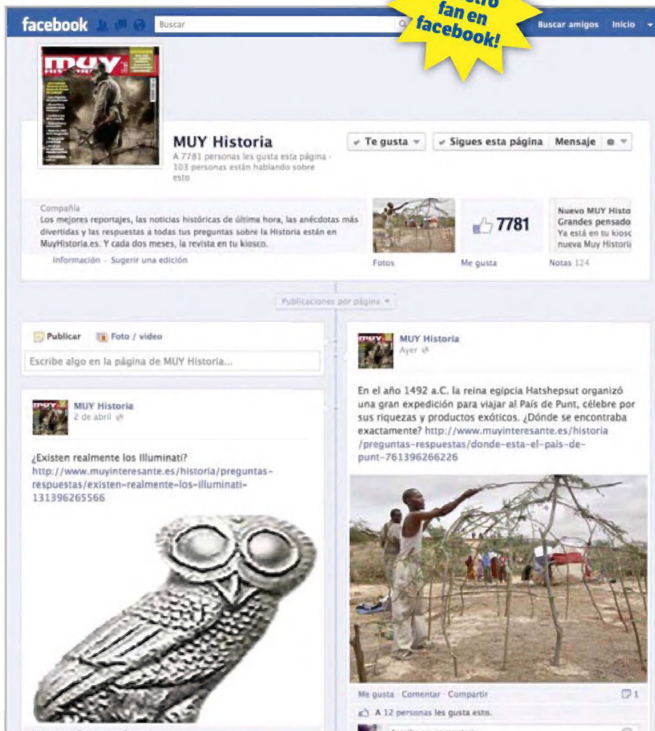 fan en
facebook!
facebook
Buscar
Buscar amigos Inicio
MUY
MUY Historia
A 7781 personas les gusta esta página ·
103 personas están hablando sobre
esto
Te gusta
Sigues esta página
Mensaje
Compañía
Los mejores reportajes, las noticias históricas de última hora, las anécdotas más
divertidas y las respuestas a todas tus preguntas sobre la Historia están en
MuyHistoria.es. Y cada dos meses, la revista en tu kiosco.
Información - Sugerir una edición
Fotos
7781
Me gusta
Nuevo MUY Histo
Grandes pensado
Ya está en tu kiosc
nueva Muy Histori
Notas 124
Publicaciones por página
Publicar
Foto / vídeo
Escribe algo en la página de MUY Historia...
MUY Historia
2 de abril
¿Existen realmente los Illuminati?
http://www.muyinteresante.es/historia/preguntas-
respuestas/existen-realmente-los-illuminati-
131396265566
MUY Historia
Ayer
En el año 1492 a.C. la reina egipcia Hatshepsut organizó
una gran expedición para viajar al País de Punt, célebre por
sus riquezas y productos exóticos. ¿Dónde se encontraba
exactamente? http://www.muyinteresante.es/historia
/preguntas-respuestas/donde-esta-el-pais-de-
punt-761396266226
Me gusta · Comentar · Compartir
1
A 12 personas les gusta esto.